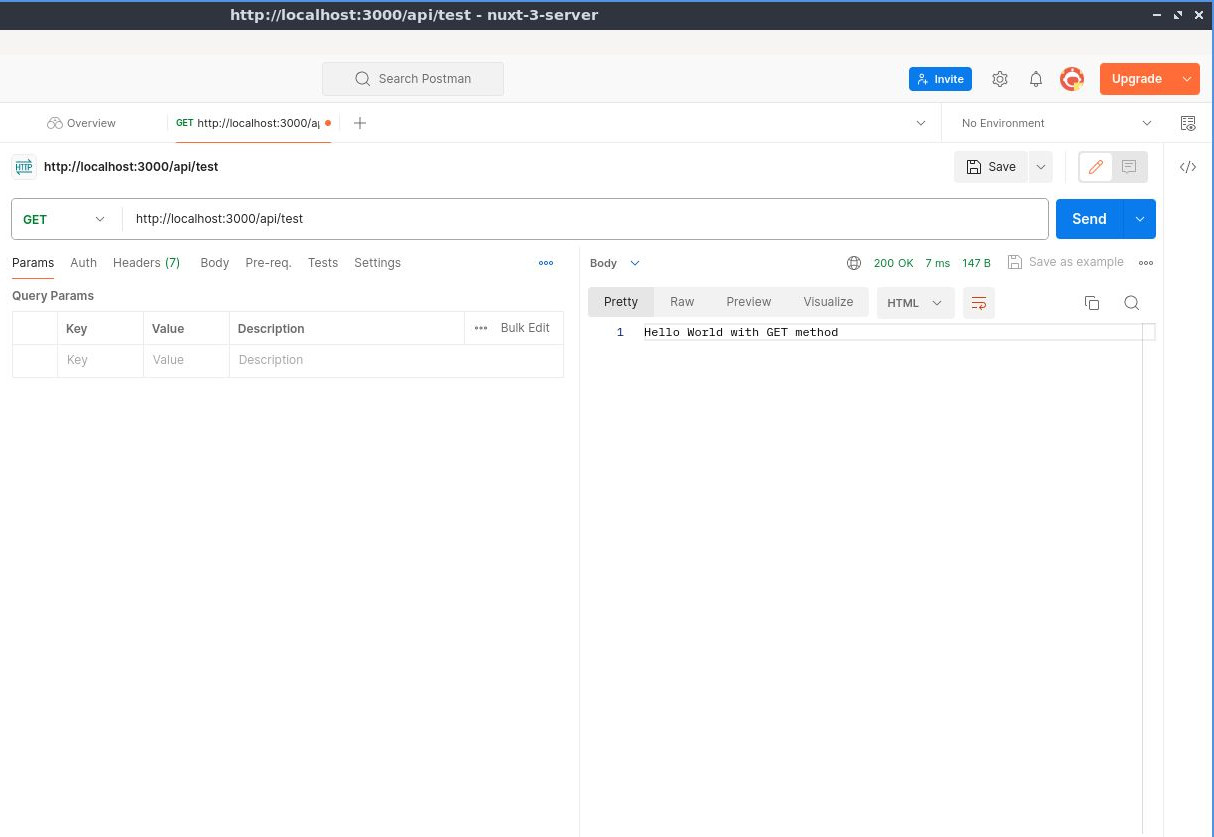 http://localhost:3000/api/test - nuxt-3-server
Search Postman
Invite
Upgrade
Overview
GET http://localhost:3000/a
No Environment
HTTP http://localhost:3000/api/test
Save
GET http://localhost:3000/api/test
Send
Params Auth Headers (7) Body Pre-req. Tests Settings
Body 200 OK 7 ms 147 B Save as example
Query Params
Pretty Raw Preview Visualize HTML
Key Value Description Bulk Edit
Key Value Description
1 Hello World with GET method